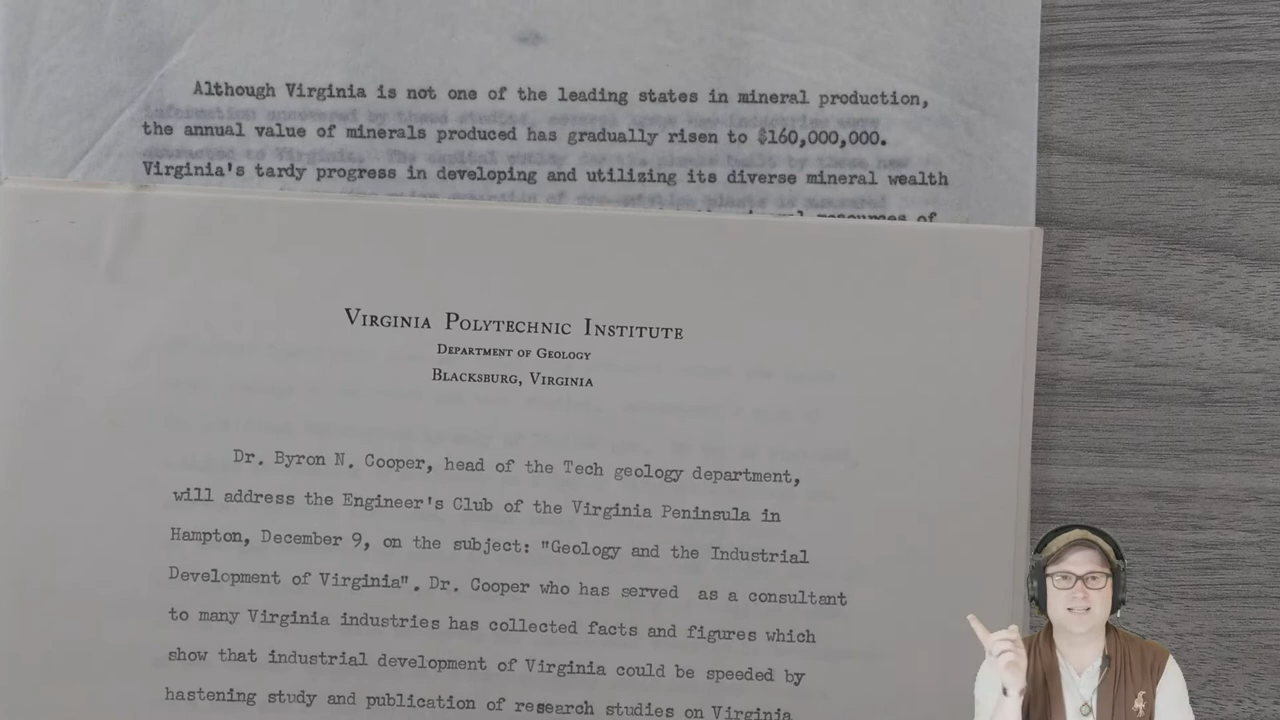 Although Virginia is not one of the leading states in mineral production,
the annual value of minerals produced has gradually risen to $160,000,000.
Virginia's tardy progress in developing and utilizing its diverse mineral wealth
resources of
VIRGINIA POLYTECHNIC INSTITUTE
DEPARTMENT OF GEOLOGY
BLACKSBURG, VIRGINIA
Dr. Byron N. Cooper, head of the Tech geology department,
will address the Engineer's Club of the Virginia Peninsula in
Hampton, December 9, on the subject: "Geology and the Industrial
Development of Virginia". Dr. Cooper who has served as a consultant
to many Virginia industries has collected facts and figures which
show that industrial development of Virginia could be speeded by
hastening study and publication of research studies on Virginia